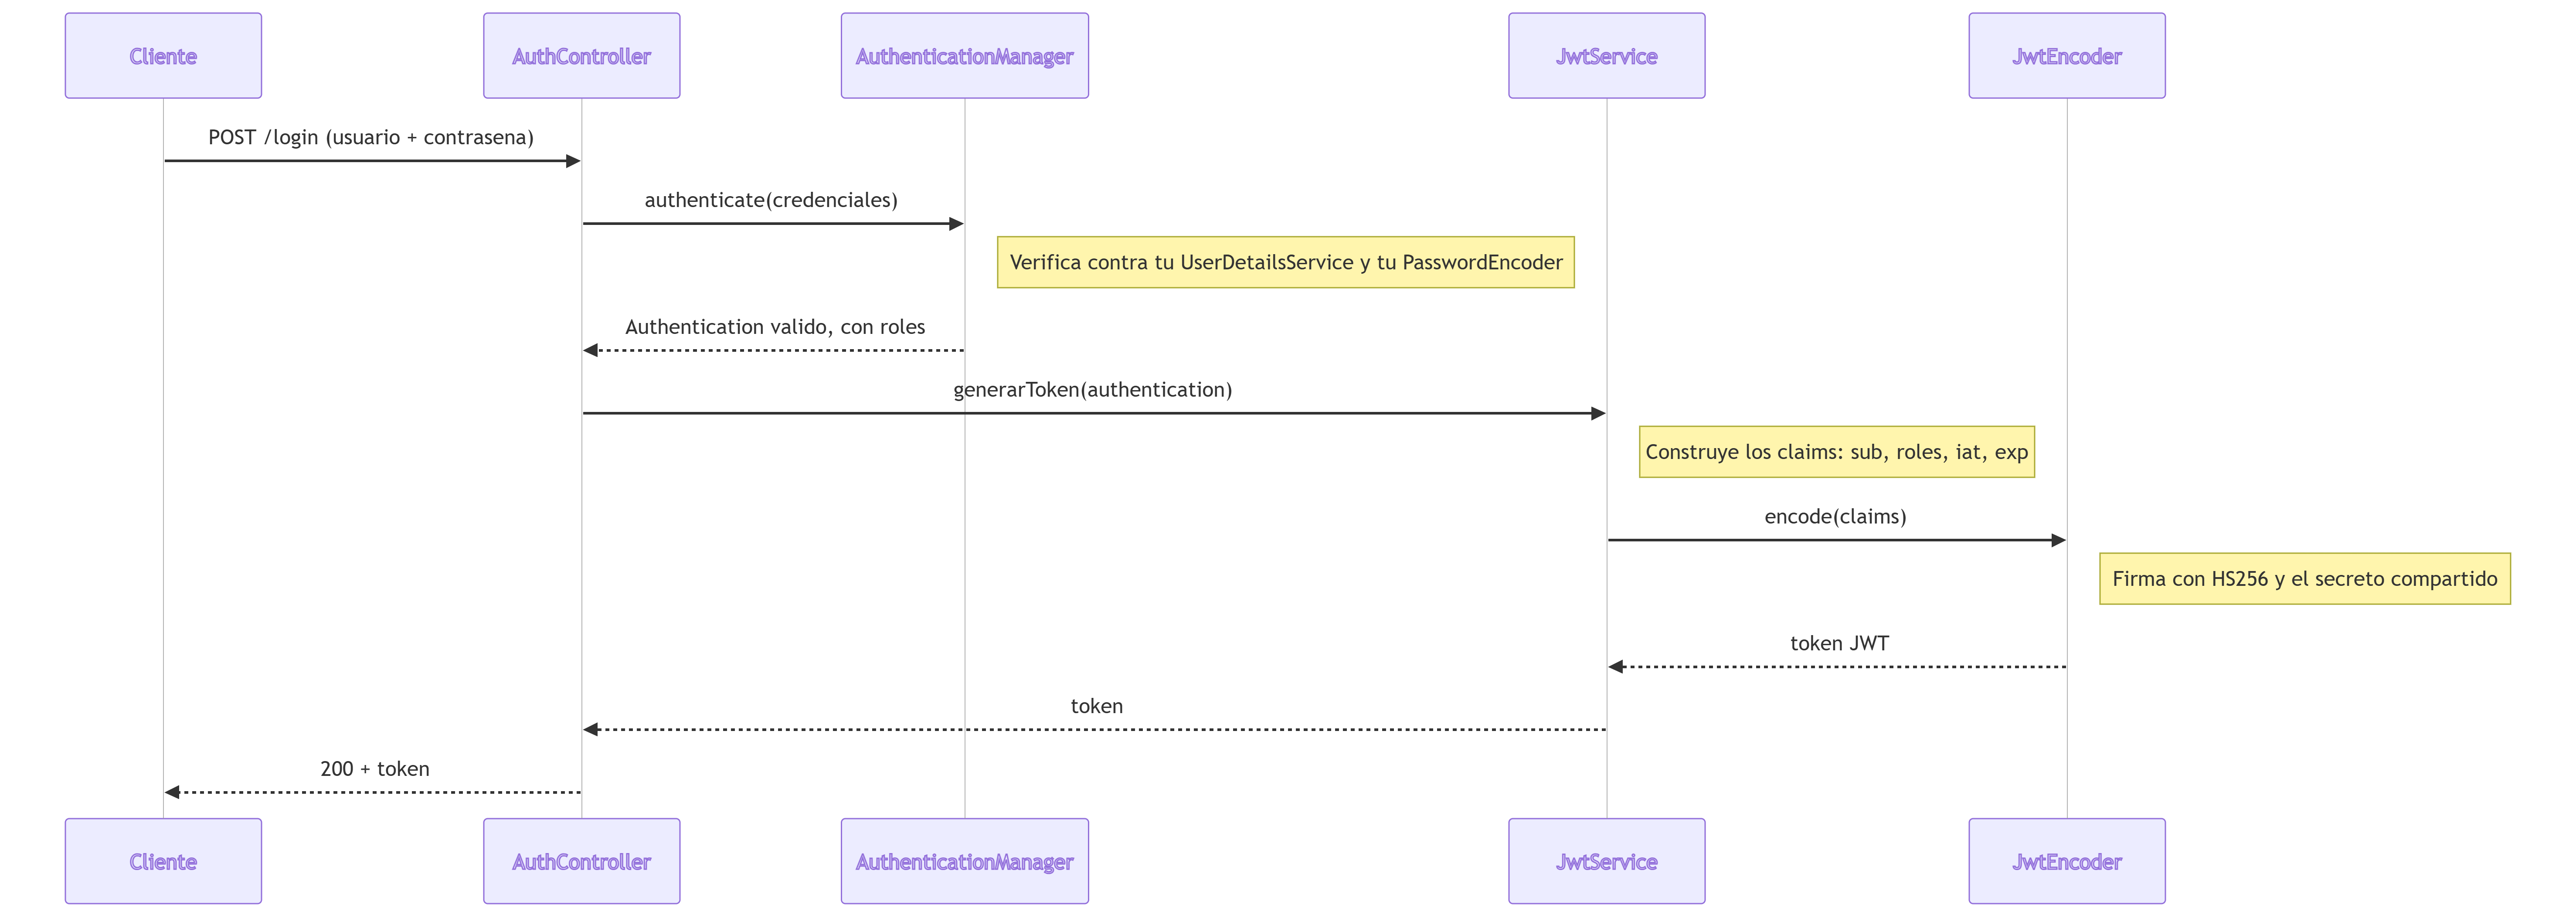 Cliente
AuthController
AuthenticationManager
JwtService
JwtEncoder
POST /login (usuario + contrasena)
authenticate(credenciales)
Verifica contra tu UserDetailsService y tu PasswordEncoder
Authentication valido, con roles
generarToken(authentication)
Construye los claims: sub, roles, iat, exp
encode(claims)
Firma con HS256 y el secreto compartido
token JWT
token
200 + token
Cliente
AuthController
AuthenticationManager
JwtService
JwtEncoder